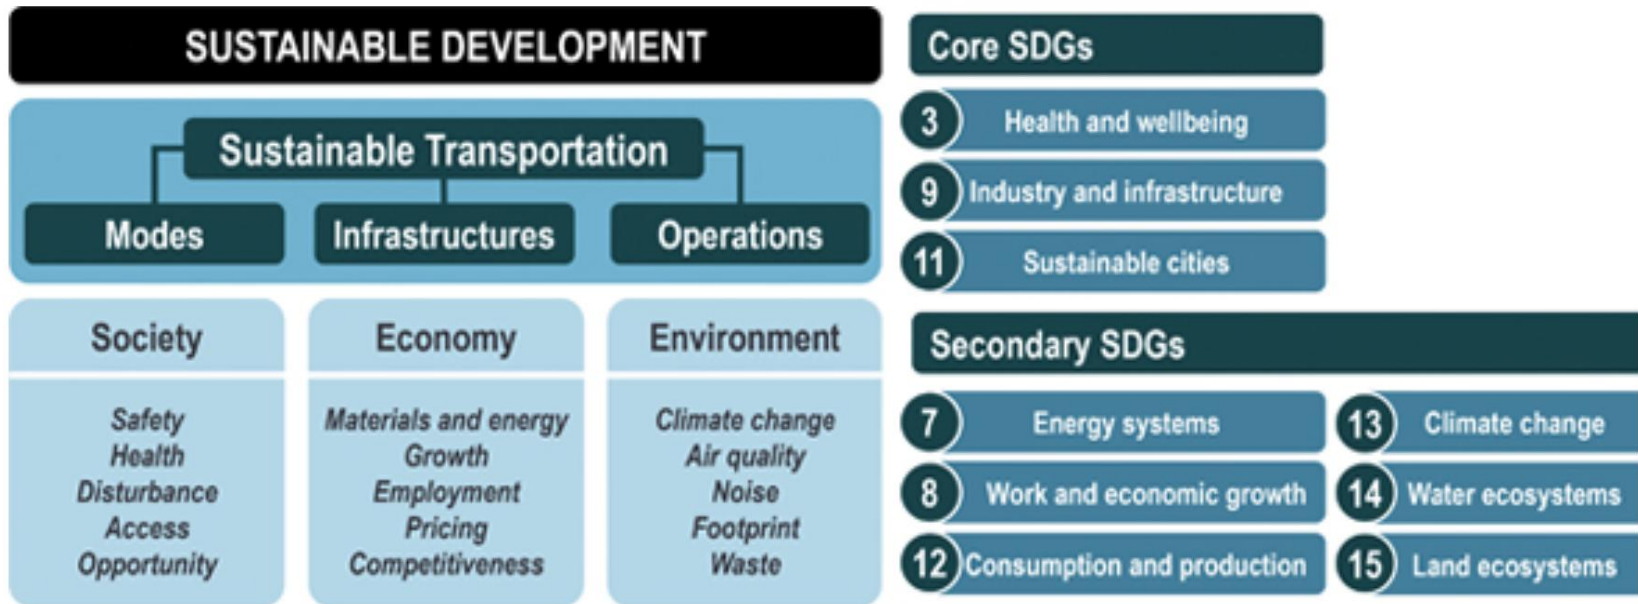 SUSTAINABLE DEVELOPMENT
Sustainable Transportation
Modes
Infrastructures
Operations
Society
Safety
Health
Disturbance
Access
Opportunity
Economy
Materials and energy
Growth
Employment
Pricing
Competitiveness
Environment
Climate change
Air quality
Noise
Footprint
Waste
Core SDGs
3 Health and wellbeing
9 Industry and infrastructure
11 Sustainable cities
Secondary SDGs
7 Energy systems
8 Work and economic growth
12 Consumption and production
13 Climate change
14 Water ecosystems
15 Land ecosystems